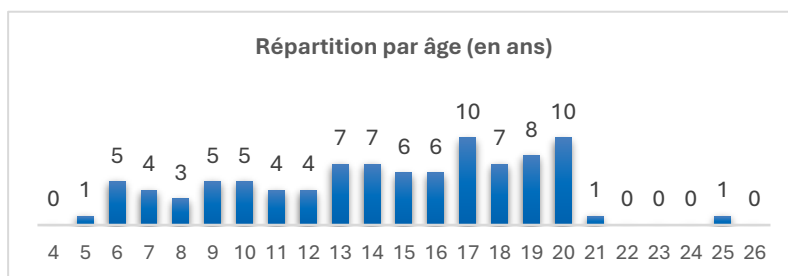 Répartition par âge (en ans)
0 1 5 4 3 5 5 4 4 7 7 6 6 10 7 8 10 1 0 0 0 1 0
4 5 6 7 8 9 10 11 12 13 14 15 16 17 18 19 20 21 22 23 24 25 26